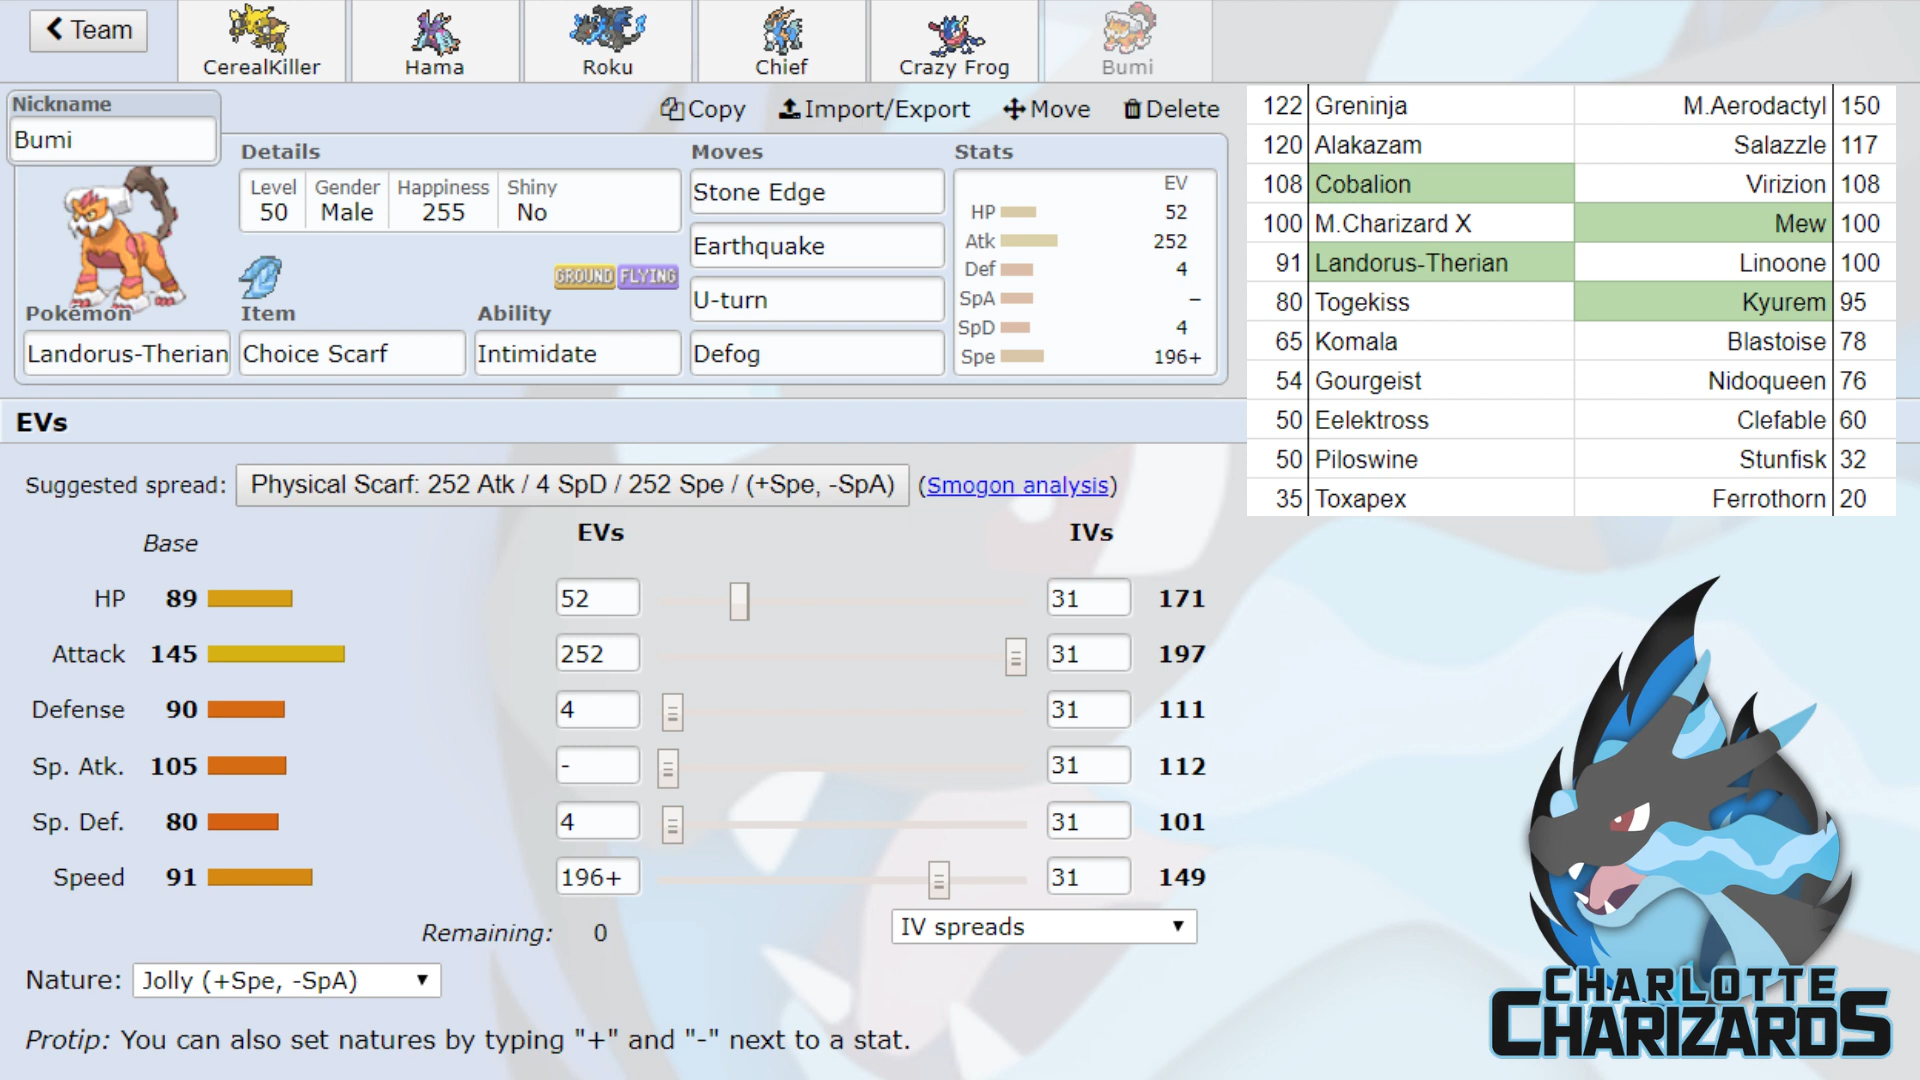 Team
CerealKiller
Hama
Roku
Chief
Crazy Frog
Bumi
Nickname
Bumi
Copy
Import/Export
Move
Delete
Details
Level
50
Gender
Male
Happiness
255
Shiny
No
GROUND FLYING
Pokémon
Landorus-Therian
Item
Choice Scarf
Ability
Intimidate
Moves
Stone Edge
Earthquake
U-turn
Defog
Stats
EV
HP 52
Atk 252
Def 4
SpA –
SpD 4
Spe 196+
122 Greninja M.Aerodactyl 150
120 Alakazam Salazzle 117
108 Cobalion Virizion 108
100 M.Charizard X Mew 100
91 Landorus-Therian Linoone 100
80 Togekiss Kyurem 95
65 Komala Blastoise 78
54 Gourgeist Nidoqueen 76
50 Eelektross Clefable 60
50 Piloswine Stunfisk 32
35 Toxapex Ferrothorn 20
EVs
Suggested spread: Physical Scarf: 252 Atk / 4 SpD / 252 Spe / (+Spe, -SpA) (Smogon analysis)
Base EVs IVs
HP 89 52 31 171
Attack 145 252 31 197
Defense 90 4 31 111
Sp. Atk. 105 - 31 112
Sp. Def. 80 4 31 101
Speed 91 196+ 31 149
Remaining: 0
IV spreads
Nature: Jolly (+Spe, -SpA)
Protip: You can also set natures by typing "+" and "-" next to a stat.
CHARLOTTE
CHARIZARDS